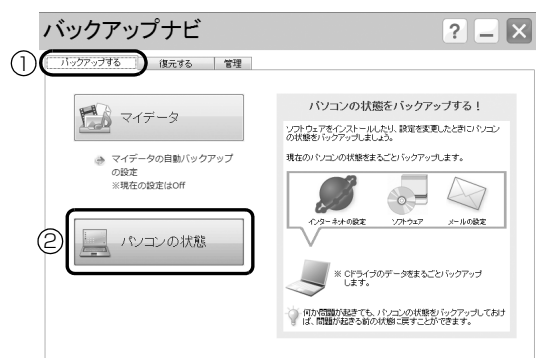 バックアップナビ
? － ×
① バックアップする 復元する 管理
マイデータ
マイデータの自動バックアップ
の設定
※現在の設定はOff
② パソコンの状態
パソコンの状態をバックアップする！
ソフトウェアをインストールしたり、設定を変更したときにパソコン
の状態をバックアップしましょう。
現在のパソコンの状態をまるごとバックアップします。
インターネットの設定 ソフトウェア メールの設定
※ Cドライブのデータをまるごとバックアップ
します。
何か問題が起きても、パソコンの状態をバックアップしておけ
ば、問題が起きる前の状態に戻すことができます。